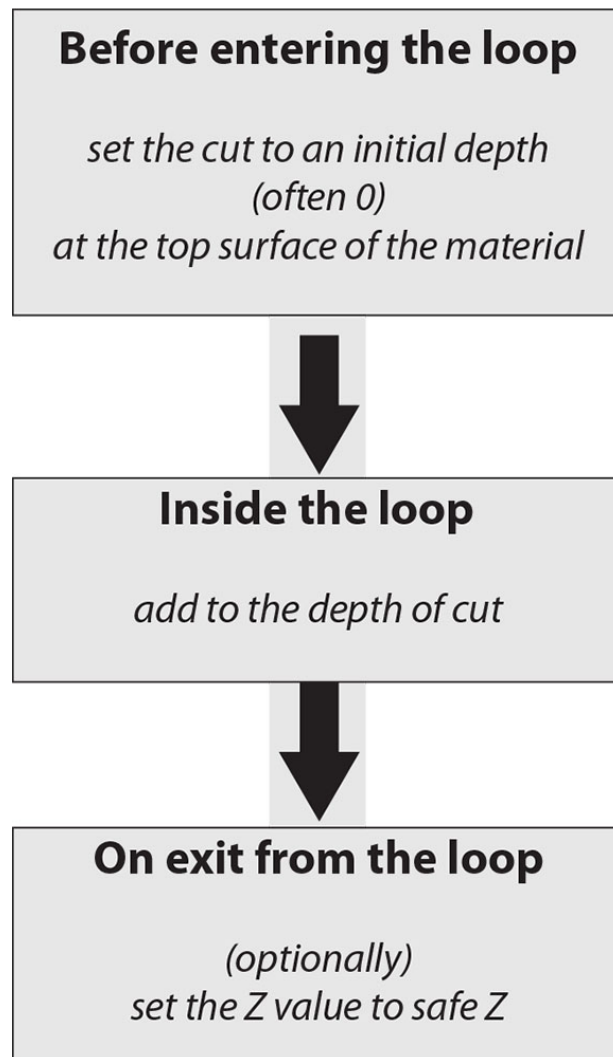 Before entering the loop
set the cut to an initial depth
(often 0)
at the top surface of the material
Inside the loop
add to the depth of cut
On exit from the loop
(optionally)
set the Z value to safe Z